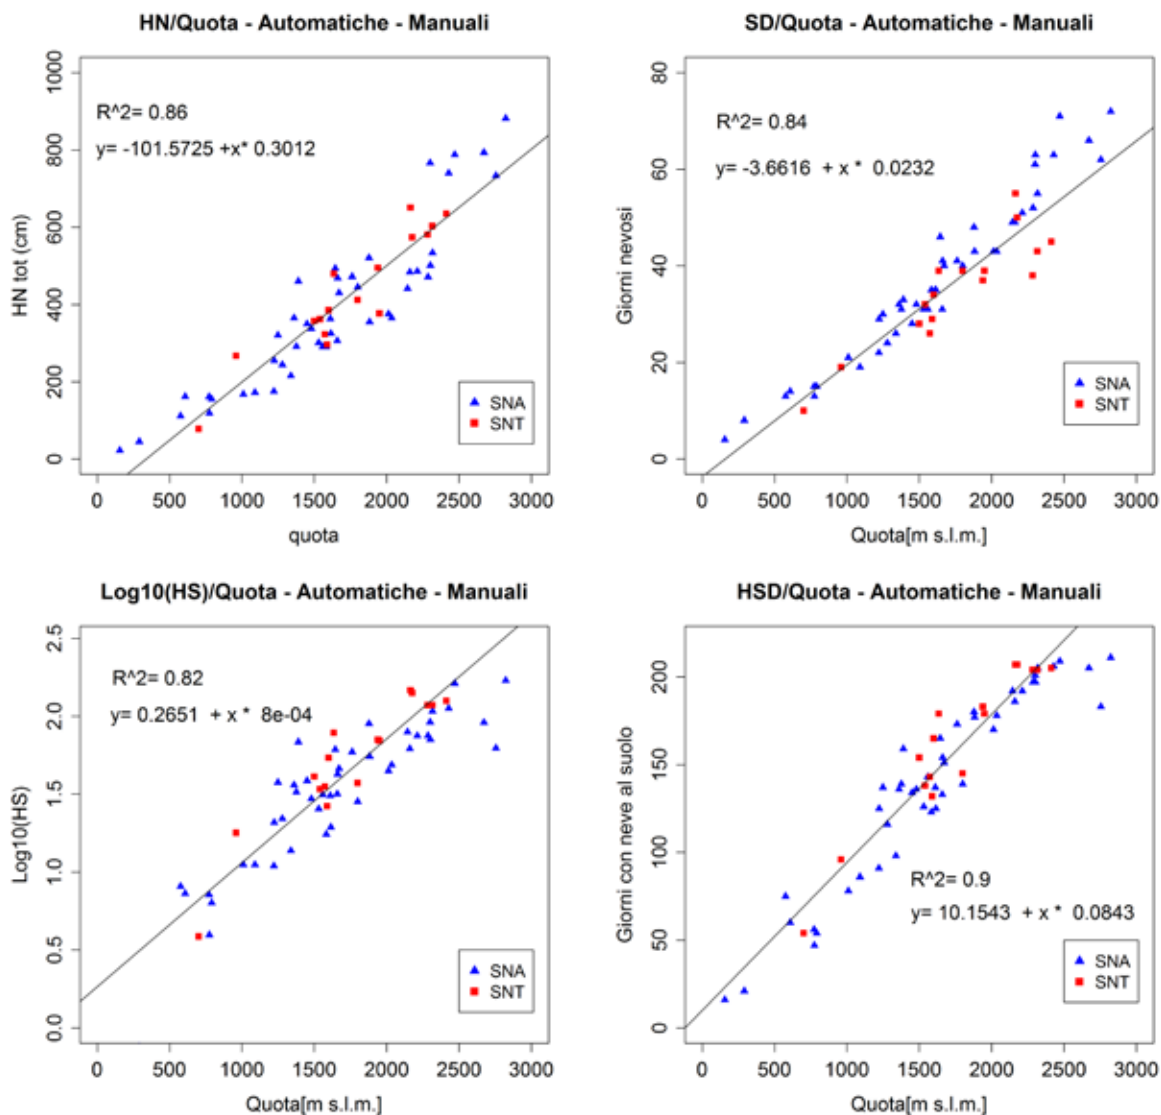 HN/Quota - Automatiche - Manuali
R^2= 0.86
y= -101.5725 +x* 0.3012
HN tot (cm)
0
200
400
600
800
1000
0
500
1000
1500
2000
2500
3000
quota
SNA
SNT
SD/Quota - Automatiche - Manuali
R^2= 0.84
y= -3.6616 + x * 0.0232
Giorni nevosi
0
20
40
60
80
0
500
1000
1500
2000
2500
3000
Quota[m s.l.m.]
SNA
SNT
Log10(HS)/Quota - Automatiche - Manuali
R^2= 0.82
y= 0.2651 + x * 8e-04
Log10(HS)
0.0
0.5
1.0
1.5
2.0
2.5
0
500
1000
1500
2000
2500
3000
Quota[m s.l.m.]
SNA
SNT
HSD/Quota - Automatiche - Manuali
R^2= 0.9
y= 10.1543 + x * 0.0843
Giorni con neve al suolo
0
50
100
150
200
0
500
1000
1500
2000
2500
3000
Quota[m s.l.m.]
SNA
SNT